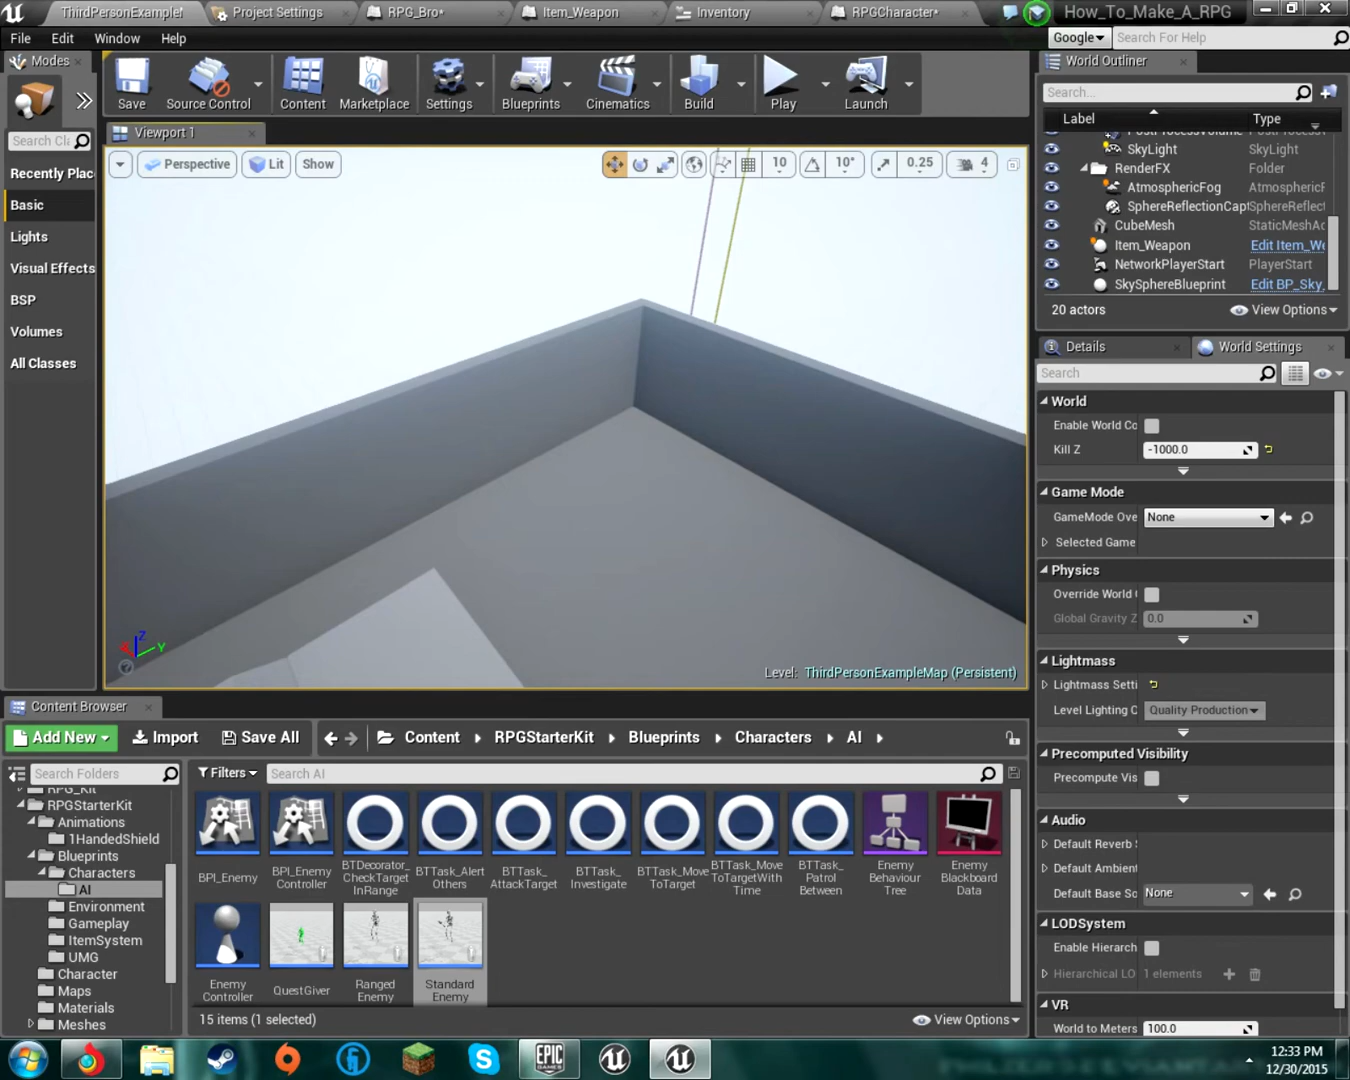 ThirdPersonExample*
Project Settings
RPG_Bro*
Item_Weapon
Inventory
RPGCharacter*
How_To_Make_A_RPG
File Edit Window Help
Google
Search For Help
Modes
Save
Source Control
Content
Marketplace
Settings
Blueprints
Cinematics
Build
Play
Launch
World Outliner
Search...
Label Type
SkyLight SkyLight
RenderFX Folder
AtmosphericFog AtmosphericF
SphereReflectionCapt SphereReflect
CubeMesh StaticMeshAc
Item_Weapon Edit Item_We
NetworkPlayerStart PlayerStart
SkySphereBlueprint Edit BP_Sky_
20 actors
View Options
Search Cl
Recently Plac
Basic
Lights
Visual Effects
BSP
Volumes
All Classes
Viewport 1
Perspective
Lit
Show
10
10°
0.25
4
Z
Y
Level: ThirdPersonExampleMap (Persistent)
Details
World Settings
Search
World
Enable World Co
Kill Z -1000.0
Game Mode
GameMode Ove None
Selected Game
Physics
Override World
Global Gravity Z 0.0
Lightmass
Lightmass Setti
Level Lighting Quality Production
Precomputed Visibility
Precompute Vis
Audio
Default Reverb
Default Ambient
Default Base So None
LODSystem
Enable Hierarch
Hierarchical LO 1 elements
VR
World to Meters 100.0
Content Browser
Add New
Import
Save All
Content
RPGStarterKit
Blueprints
Characters
AI
Search Folders
Filters
Search AI
RPG_Kit
RPGStarterKit
Animations
1HandedShield
Blueprints
Characters
AI
Environment
Gameplay
ItemSystem
UMG
Character
Maps
Materials
Meshes
BPI_Enemy
BPI_Enemy
Controller
BTDecorator_
CheckTarget
InRange
BTTask_Alert
Others
BTTask_
AttackTarget
BTTask_
Investigate
BTTask_Move
ToTarget
BTTask_Move
ToTargetWith
Time
BTTask_
Patrol
Between
Enemy
Behaviour
Tree
Enemy
Blackboard
Data
Enemy
Controller
QuestGiver
Ranged
Enemy
Standard
Enemy
15 items (1 selected)
View Options
EPIC
GAMES
12:33 PM
12/30/2015